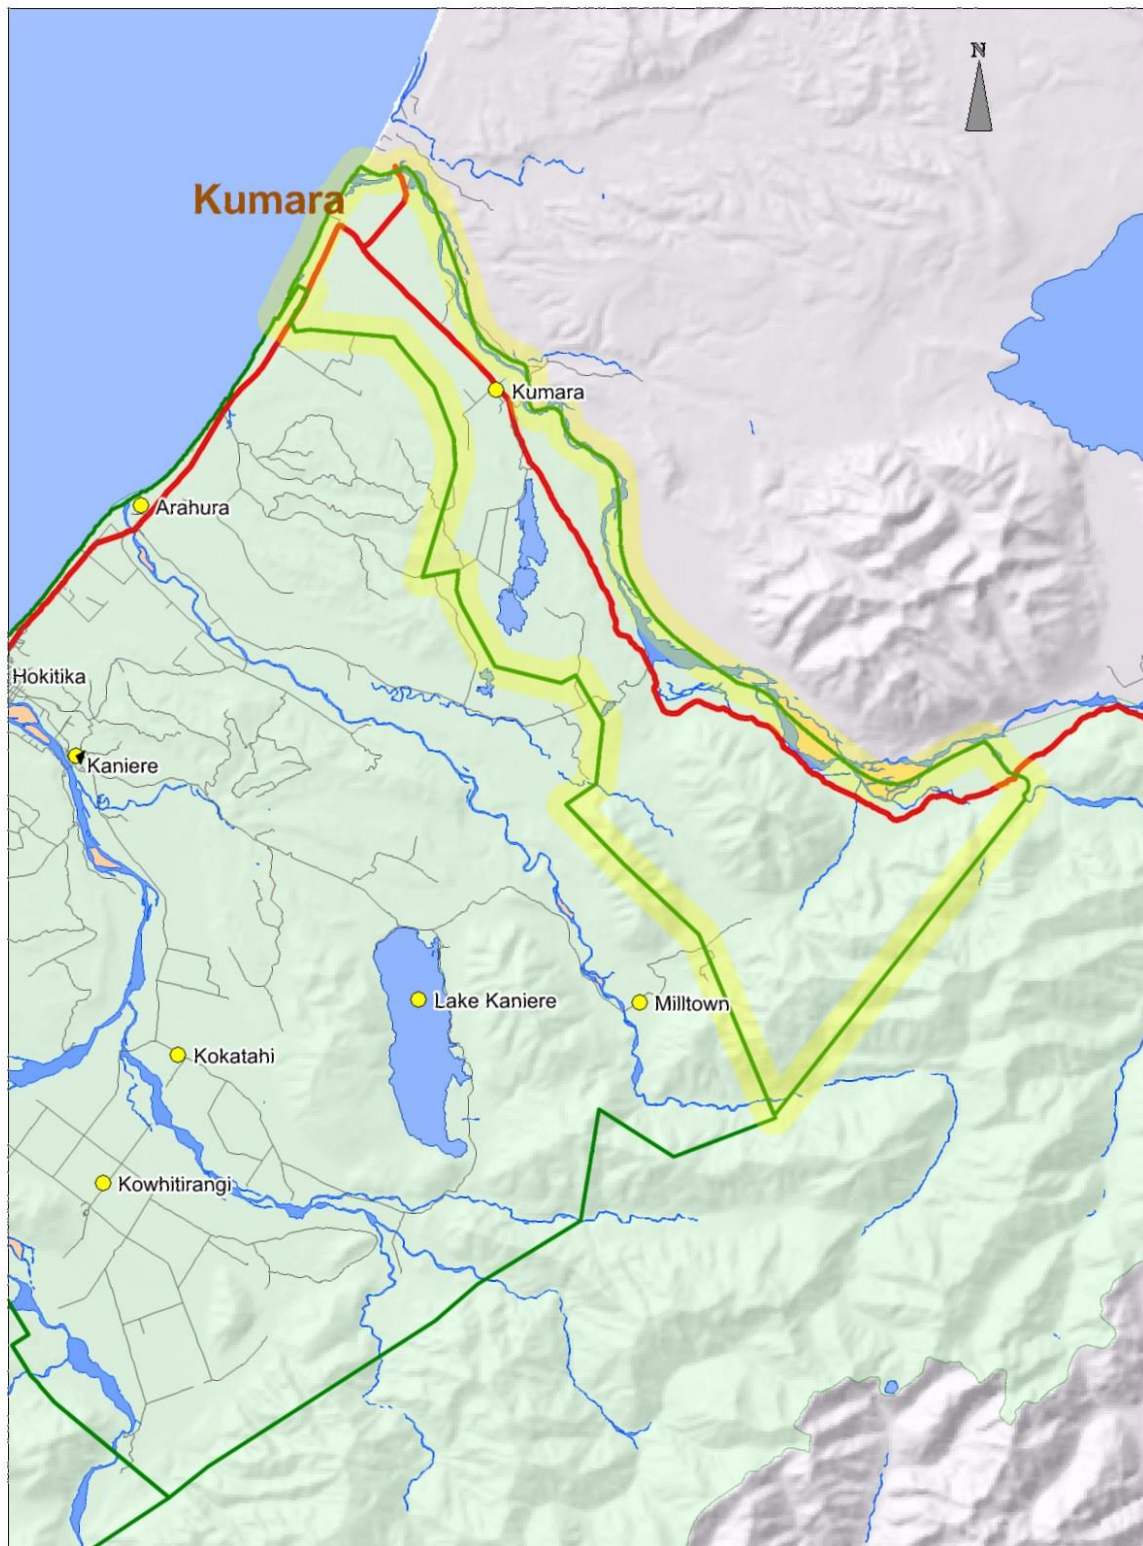 N
Kumara
Kumara
Arahura
Hokitika
Kaniere
Lake Kaniere
Milltown
Kokatahi
Kowhitirangi